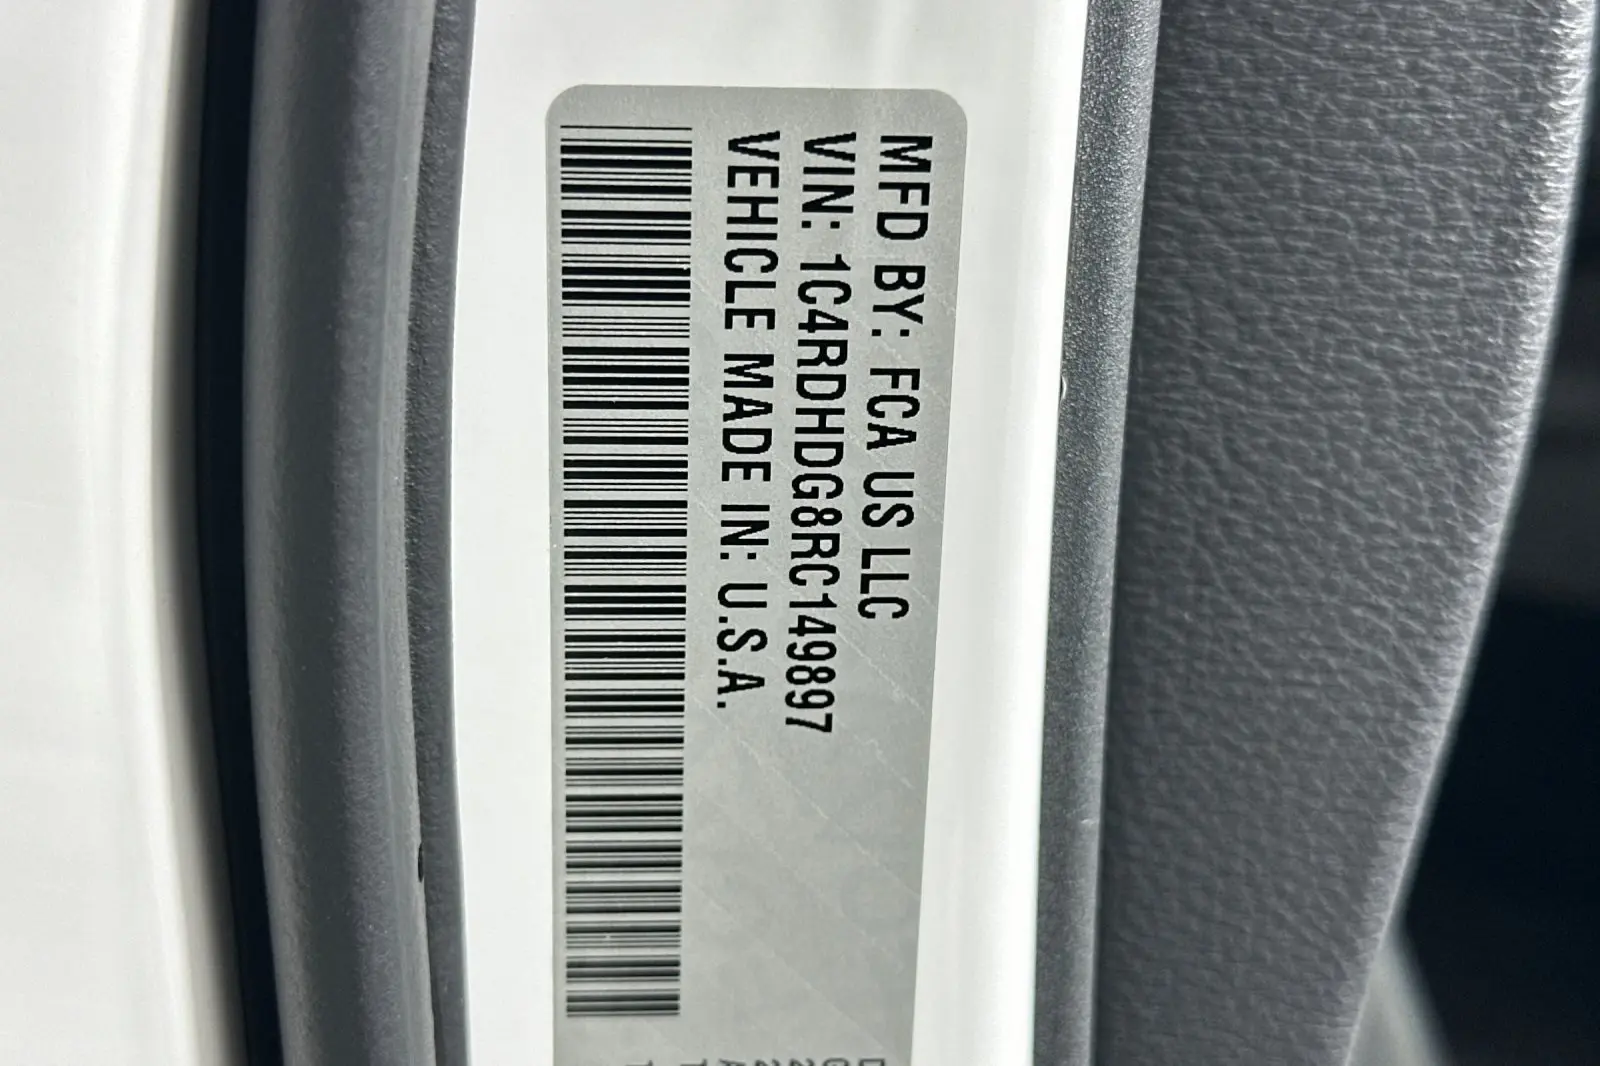 MFD BY: FCA US LLC
VIN: 1C4RDHDG8RC149897
VEHICLE MADE IN: U.S.A.